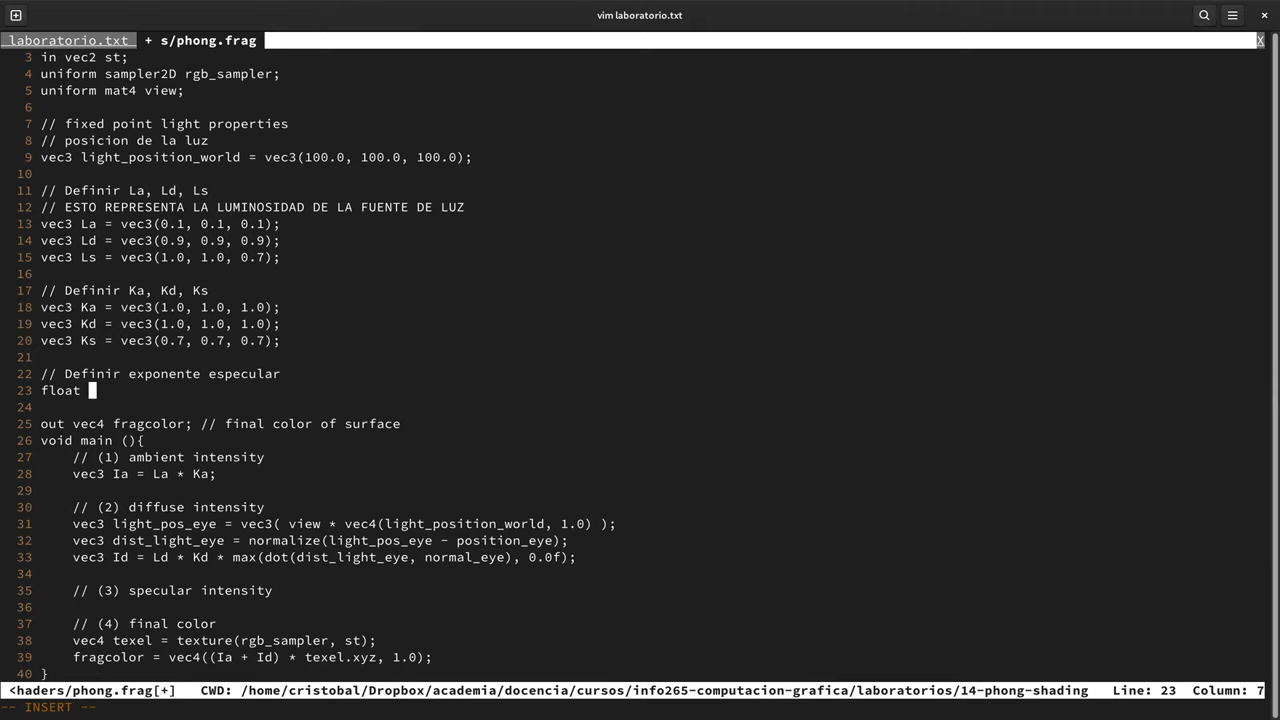 vim laboratorio.txt
laboratorio.txt + s/phong.frag X
3 in vec2 st;
4 uniform sampler2D rgb_sampler;
5 uniform mat4 view;
6
7 // fixed point light properties
8 // posicion de la luz
9 vec3 light_position_world = vec3(100.0, 100.0, 100.0);
10
11 // Definir La, Ld, Ls
12 // ESTO REPRESENTA LA LUMINOSIDAD DE LA FUENTE DE LUZ
13 vec3 La = vec3(0.1, 0.1, 0.1);
14 vec3 Ld = vec3(0.9, 0.9, 0.9);
15 vec3 Ls = vec3(1.0, 1.0, 0.7);
16
17 // Definir Ka, Kd, Ks
18 vec3 Ka = vec3(1.0, 1.0, 1.0);
19 vec3 Kd = vec3(1.0, 1.0, 1.0);
20 vec3 Ks = vec3(0.7, 0.7, 0.7);
21
22 // Definir exponente especular
23 float
24
25 out vec4 fragcolor; // final color of surface
26 void main (){
27 // (1) ambient intensity
28 vec3 Ia = La * Ka;
29
30 // (2) diffuse intensity
31 vec3 light_pos_eye = vec3( view * vec4(light_position_world, 1.0) );
32 vec3 dist_light_eye = normalize(light_pos_eye - position_eye);
33 vec3 Id = Ld * Kd * max(dot(dist_light_eye, normal_eye), 0.0f);
34
35 // (3) specular intensity
36
37 // (4) final color
38 vec4 texel = texture(rgb_sampler, st);
39 fragcolor = vec4((Ia + Id) * texel.xyz, 1.0);
40 }
<haders/phong.frag[+] CWD: /home/cristobal/Dropbox/academia/docencia/cursos/info265-computacion-grafica/laboratorios/14-phong-shading Line: 23 Column: 7
-- INSERT --